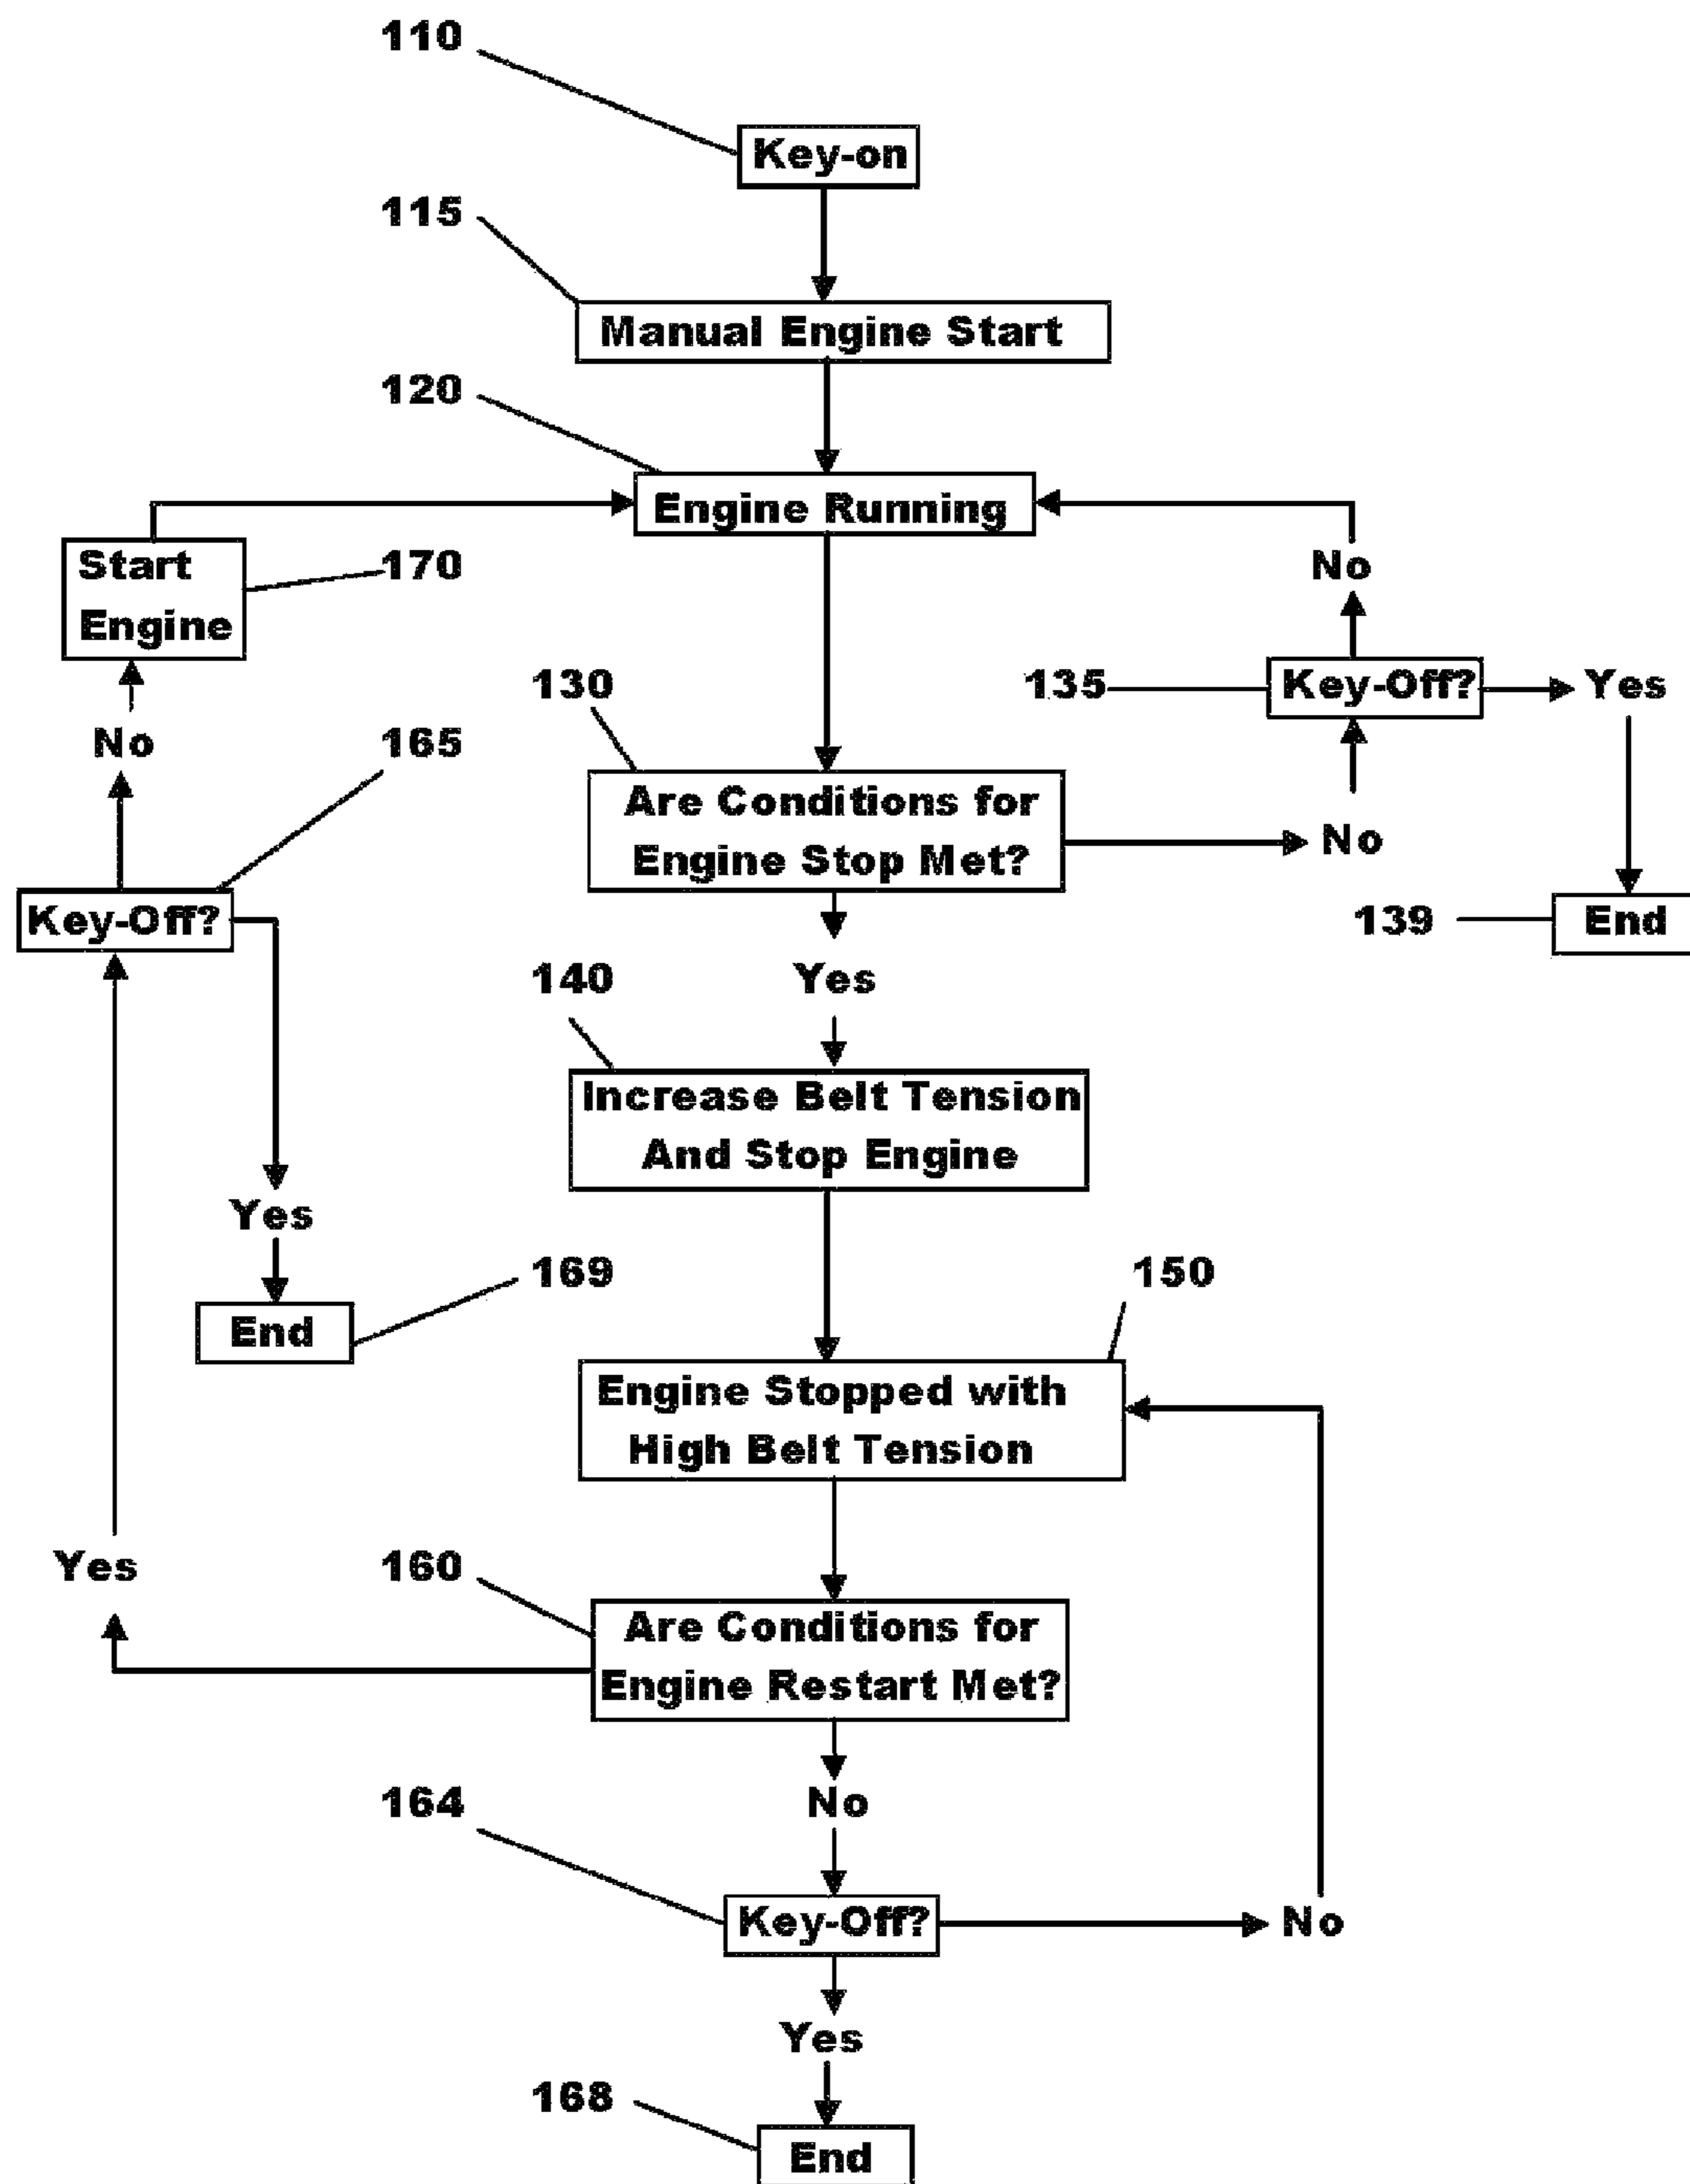 110
Key-on
115
Manual Engine Start
120
Engine Running
Start
Engine
170
No
130
135
Key-Off?
Yes
No
165
Are Conditions for
Engine Stop Met?
No
Key-Off?
139
End
140
Yes
Increase Belt Tension
And Stop Engine
Yes
169
150
End
Engine Stopped with
High Belt Tension
Yes
160
Are Conditions for
Engine Restart Met?
164
No
Key-Off?
No
Yes
168
End